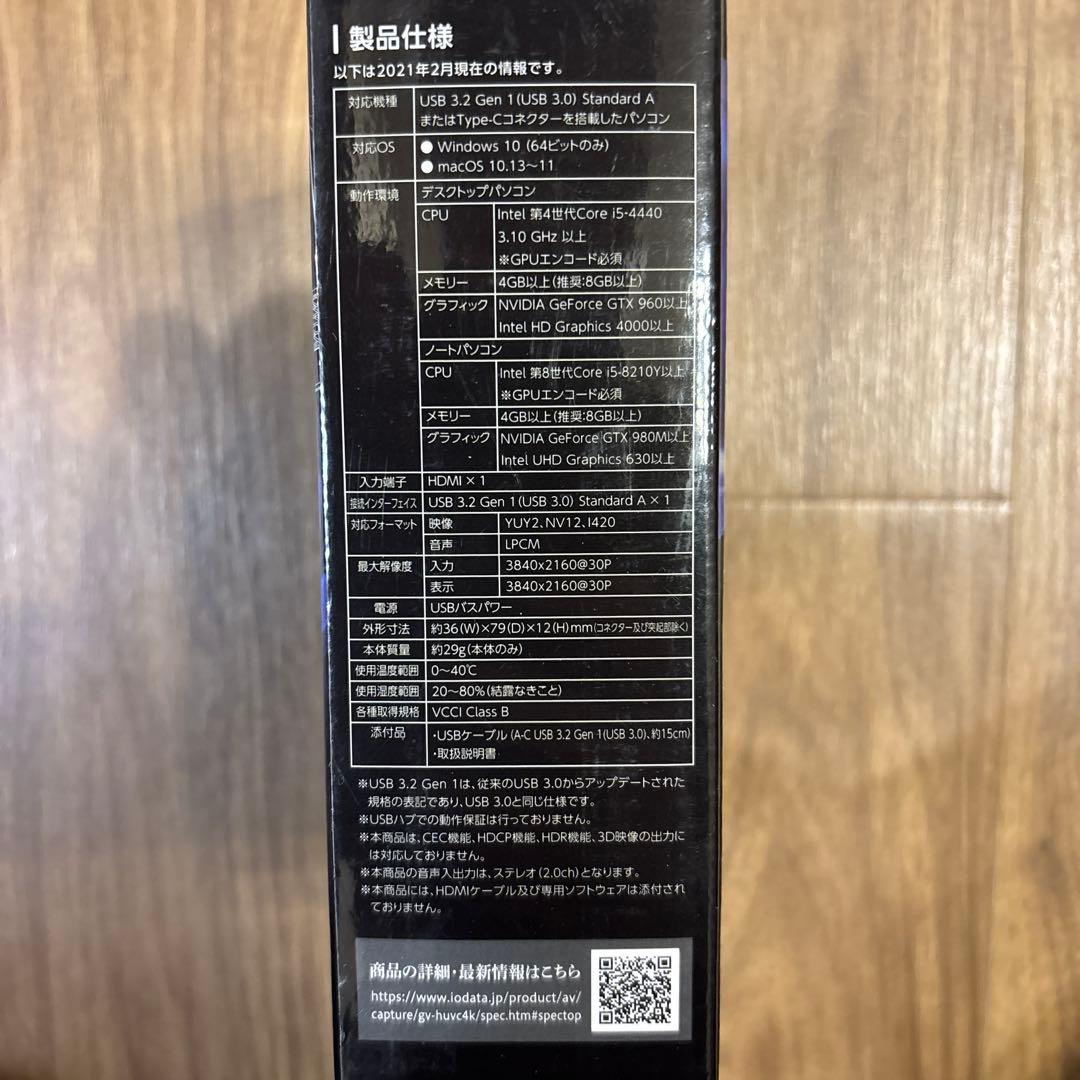 製品仕様
以下は2021年2月現在の情報です。
対応機種 USB 3.2 Gen 1(USB 3.0) Standard A
またはType-Cコネクターを搭載したパソコン
対応OS ● Windows 10 (64ビットのみ)
● macOS 10.13～11
動作環境 デスクトップパソコン
CPU Intel 第4世代Core i5-4440
3.10 GHz 以上
※GPUエンコード必須
メモリー 4GB以上(推奨:8GB以上)
グラフィック NVIDIA GeForce GTX 960以上
Intel HD Graphics 4000以上
ノートパソコン
CPU Intel 第8世代Core i5-8210Y以上
※GPUエンコード必須
メモリー 4GB以上(推奨:8GB以上)
グラフィック NVIDIA GeForce GTX 980M以上
Intel UHD Graphics 630以上
入力端子 HDMI×1
接続インターフェイス USB 3.2 Gen 1(USB 3.0) Standard A×1
対応フォーマット 映像 YUY2、NV12、I420
音声 LPCM
最大解像度 入力 3840x2160@30P
表示 3840x2160@30P
電源 USBバスパワー
外形寸法 約36(W)×79(D)×12(H)mm(コネクター及び突起部除く)
本体質量 約29g(本体のみ)
使用温度範囲 0～40℃
使用湿度範囲 20～80%(結露なきこと)
各種取得規格 VCCI Class B
添付品 ・USBケーブル(A-C USB 3.2 Gen 1(USB 3.0)、約15cm)
・取扱説明書
※USB 3.2 Gen 1は、従来のUSB 3.0からアップデートされた
規格の表記であり、USB 3.0と同じ仕様です。
※USBハブでの動作保証は行っておりません。
※本商品は、CEC機能、HDCP機能、HDR機能、3D映像の出力に
は対応しておりません。
※本商品の音声入出力は、ステレオ(2.0ch)となります。
※本商品には、HDMIケーブル及び専用ソフトウェアは添付され
ておりません。
商品の詳細・最新情報はこちら
https://www.iodata.jp/product/av/
capture/gv-huvc4k/spec.htm#spectop